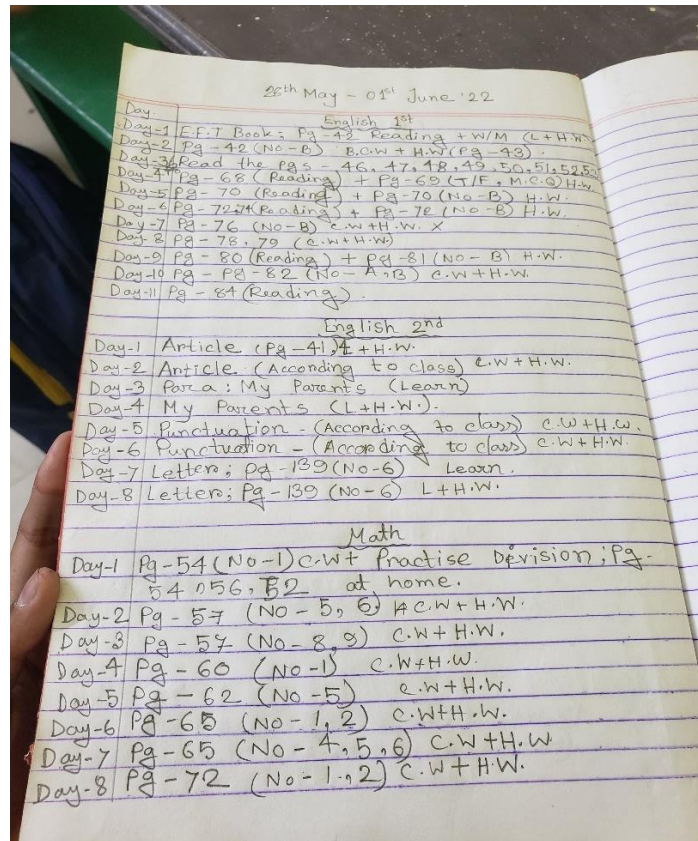 28th May - 01st June '22
Day
English 1st
Day-1 E.F.T Book; Pg-42 Reading + W/M (L+H.W)
Day-2 Pg-42 (No-B) B.C.W + H.W (Pg-43).
Day-3 Read the pgs - 46, 47, 48, 49, 50, 51, 52, 53
Day-4 Pg-68 (Reading) + Pg-69 (T/F, M.C.Q) H.W.
Day-5 Pg-70 (Reading) + Pg-70 (No-B) H.W.
Day-6 Pg-72,74 (Reading) + Pg-72 (No-B) H.W.
Day-7 Pg-76 (No-B) C.W + H.W. X
Day-8 Pg-78, 79 (C.W+H.W)
Day-9 Pg-80 (Reading) + Pg-81 (No-B) H.W.
Day-10 Pg - Pg-82 (No-A,B) C.W + H.W.
Day-11 Pg-84 (Reading).
English 2nd
Day-1 Article (Pg-41) L + H.W.
Day-2 Article (According to class) C.W + H.W.
Day-3 Para: My Parents (Learn)
Day-4 My Parents (L+H.W.).
Day-5 Punctuation - (According to class) C.W + H.W.
Day-6 Punctuation - (According to class) C.W + H.W.
Day-7 Letter; Pg-139 (No-6) Learn.
Day-8 Letter; Pg-139 (No-6) L+H.W.
Math
Day-1 Pg-54 (No-1) C.W + Practise Devision; Pg-
54, 56, 52 at home.
Day-2 Pg-57 (No-5, 6) C.W + H.W.
Day-3 Pg-57 (No-8, 9) C.W + H.W.
Day-4 Pg-60 (No-1) C.W+H.W.
Day-5 Pg-62 (No-5) C.W + H.W.
Day-6 Pg-65 (No-1, 2) C.W+H.W.
Day-7 Pg-65 (No-4, 5, 6) C.W + H.W
Day-8 Pg-72 (No-1, 2) C.W + H.W.